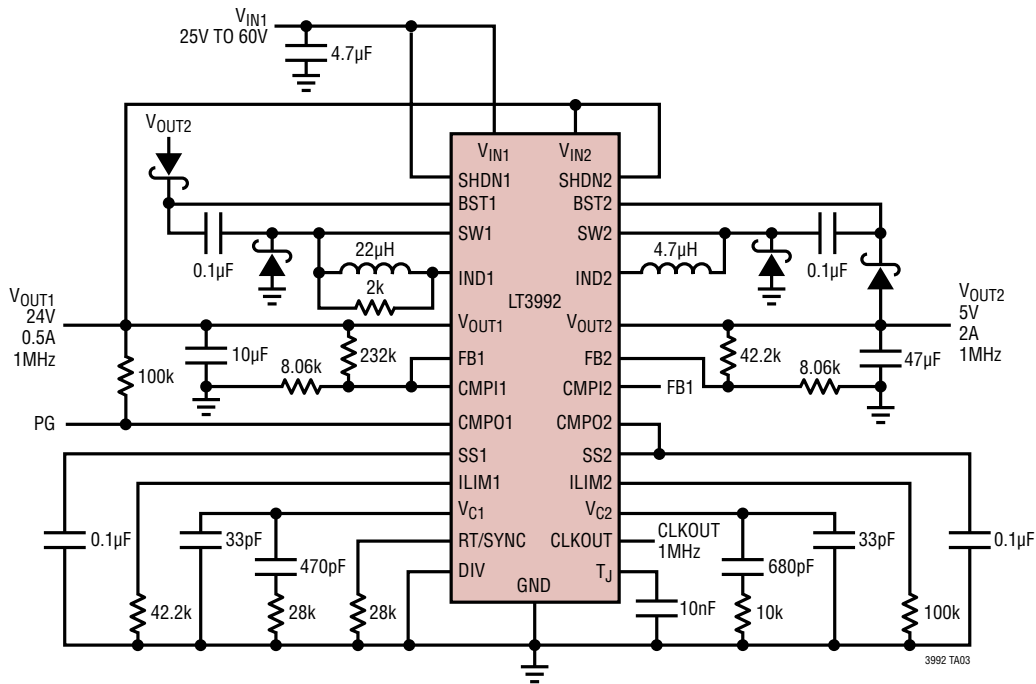 VIN1
25V TO 60V
4.7µF
VOUT2
VIN1
VIN2
SHDN1
SHDN2
BST1
BST2
SW1
SW2
0.1µF
22µH
2k
IND1
IND2
4.7µH
0.1µF
LT3992
VOUT1
24V
0.5A
1MHz
VOUT1
VOUT2
VOUT2
5V
2A
1MHz
100k
10µF
8.06k
232k
FB1
FB2
42.2k
8.06k
47µF
CMPI1
CMPI2
FB1
PG
CMPO1
CMPO2
SS1
SS2
ILIM1
ILIM2
VC1
VC2
0.1µF
33pF
470pF
RT/SYNC
CLKOUT
CLKOUT
1MHz
680pF
33pF
0.1µF
DIV
TJ
GND
42.2k
28k
28k
10nF
10k
100k
3992 TA03